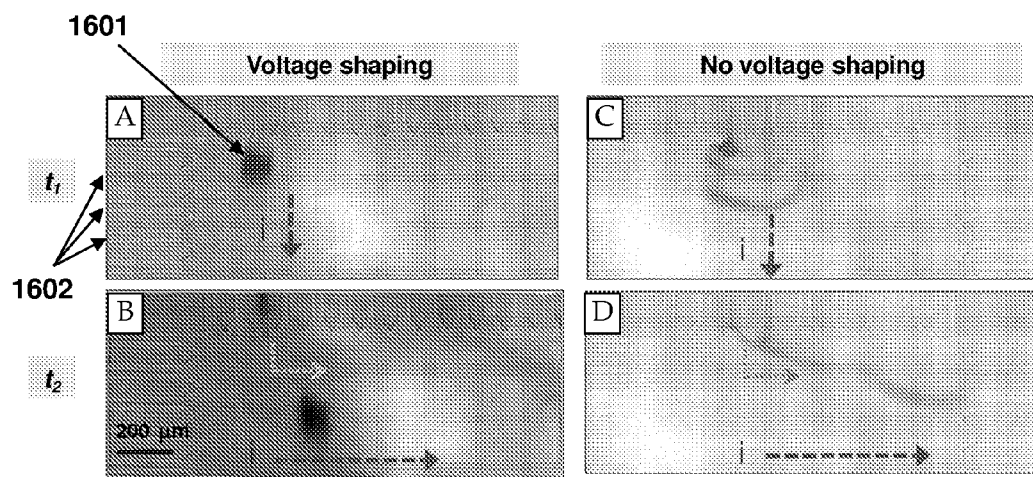 1601
Voltage shaping
No voltage shaping
A
C
t1
1602
B
D
t2
200 µm